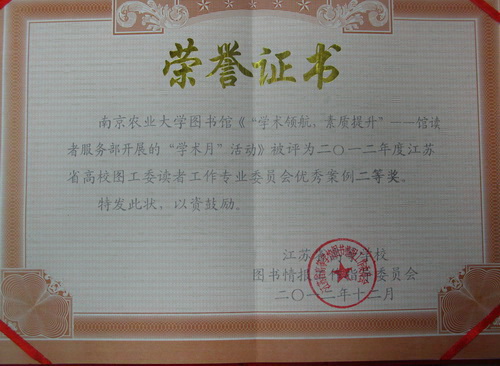 荣誉证书
南京农业大学图书馆《“学术领航，素质提升”——馆读
者服务部开展的“学术月”活动》被评为二〇一二年度江苏
省高校图工委读者工作专业委员会优秀案例二等奖。
特发此状，以资鼓励。
江苏 学校
图书情报工作 委员会
二〇一二年十二月